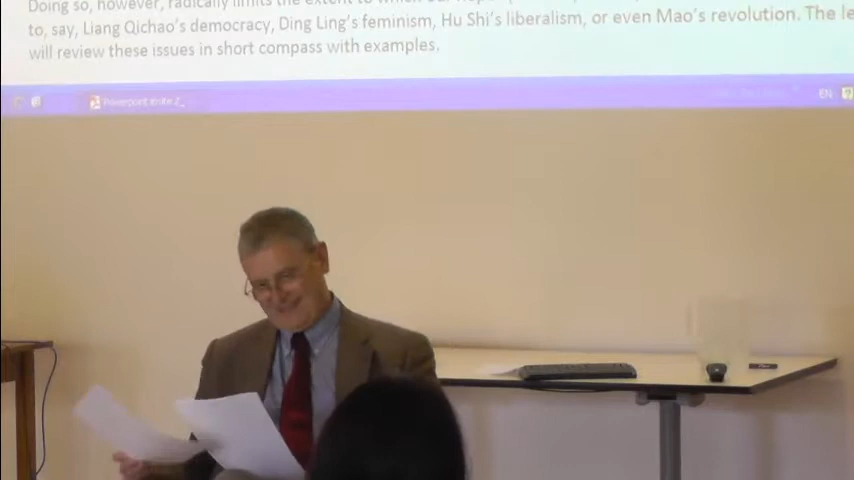 Doing so, however, radically limits the extent to which our
to, say, Liang Qichao's democracy, Ding Ling's feminism, Hu Shi's liberalism, or even Mao's revolution. The le
will review these issues in short compass with examples.
EN